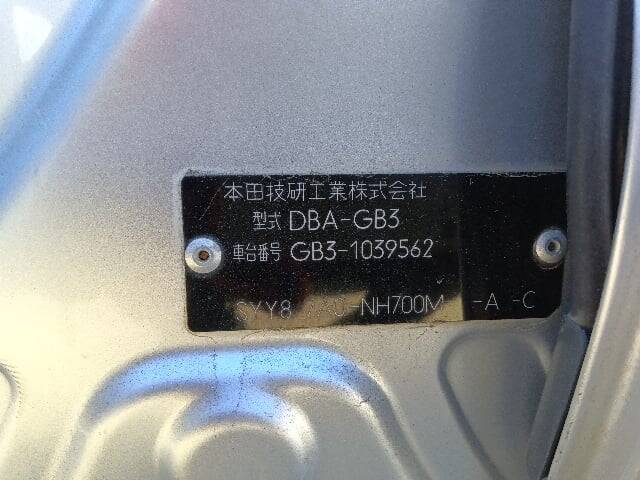 本田技研工業株式会社
型式 DBA-GB3
車台番号 GB3-1039562
SYY8 -NH700M -A -C